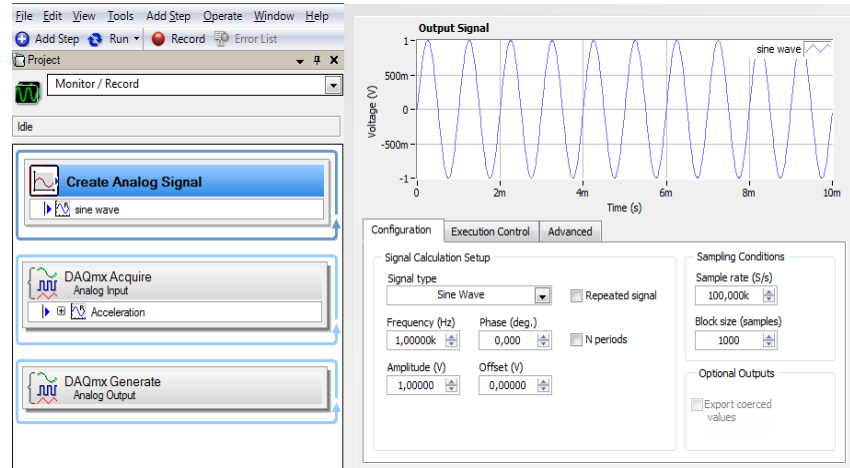 File Edit View Tools Add Step Operate Window Help
Add Step Run Record Error List
Project
Monitor / Record
Idle
Create Analog Signal
sine wave
DAQmx Acquire
Analog Input
Acceleration
DAQmx Generate
Analog Output
Output Signal
sine wave
Voltage (V)
1
500m
0
-500m
-1
0 2m 4m 6m 8m 10m
Time (s)
Configuration Execution Control Advanced
Signal Calculation Setup
Signal type
Sine Wave
Repeated signal
Frequency (Hz) Phase (deg.)
1,00000k 0,000
N periods
Amplitude (V) Offset (V)
1,00000 0,00000
Sampling Conditions
Sample rate (S/s)
100,000k
Block size (samples)
1000
Optional Outputs
Export coerced
values